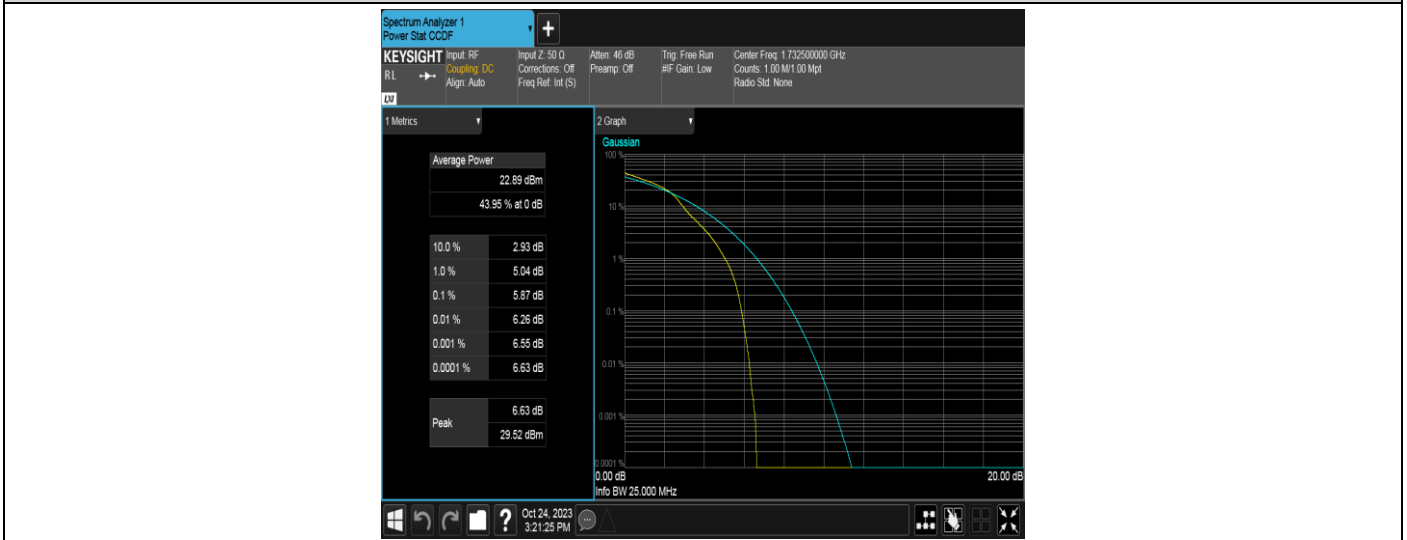 Spectrum Analyzer 1
Power Stat CCDF
+
KEYSIGHT
RL
LXI
Input: RF
Coupling: DC
Align: Auto
Input Z: 50 Ω
Corrections: Off
Freq Ref: Int (S)
Atten: 46 dB
Preamp: Off
Trig: Free Run
#IF Gain: Low
Center Freq: 1.732500000 GHz
Counts: 1.00 M/1.00 Mpt
Radio Std: None
1 Metrics
Average Power
22.89 dBm
43.95 % at 0 dB
10.0 % 2.93 dB
1.0 % 5.04 dB
0.1 % 5.87 dB
0.01 % 6.26 dB
0.001 % 6.55 dB
0.0001 % 6.63 dB
Peak
6.63 dB
29.52 dBm
2 Graph
Gaussian
100 %
10 %
1 %
0.1 %
0.01 %
0.001 %
0.0001 %
0.00 dB 20.00 dB
Info BW 25.000 MHz
?
Oct 24, 2023
3:21:25 PM